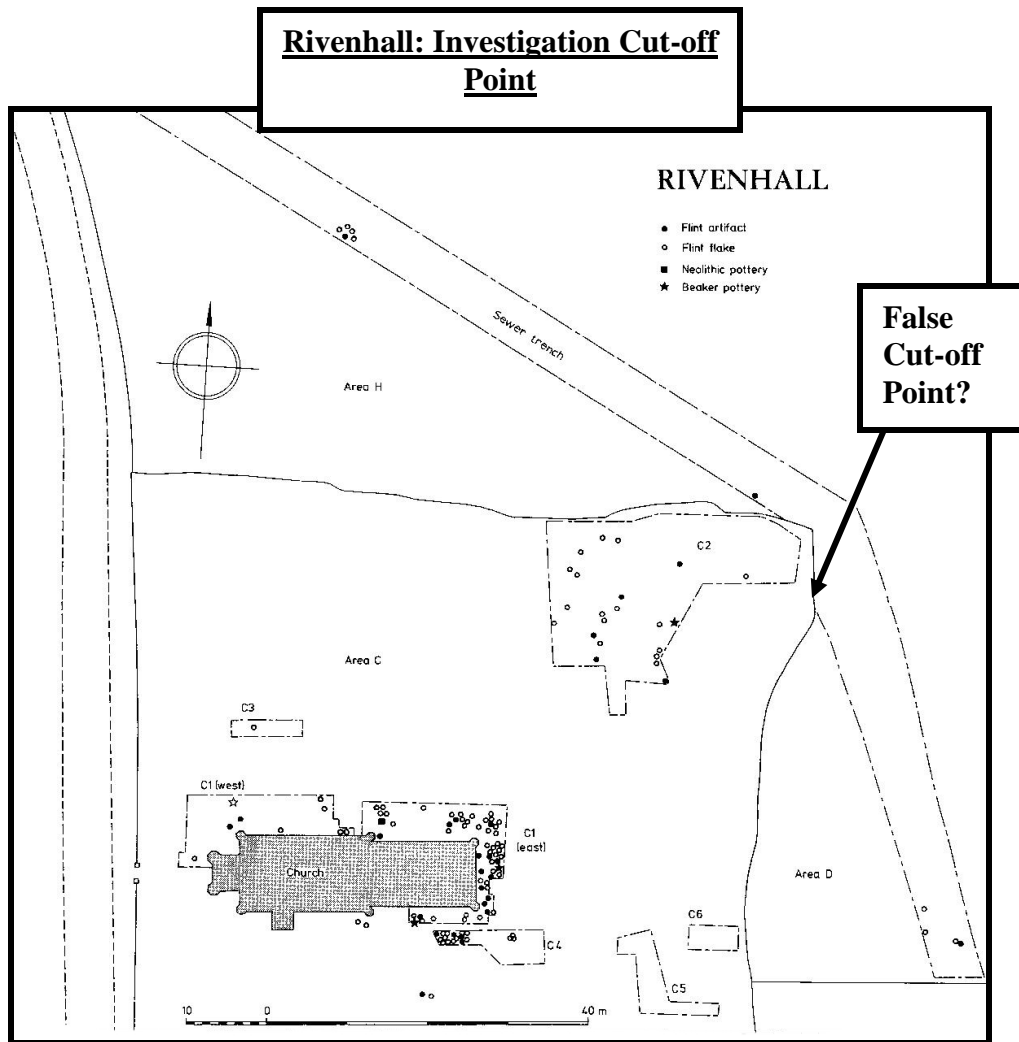 Rivenhall: Investigation Cut-off
Point
RIVENHALL
Flint artifact
Flint flake
Neolithic pottery
Beaker pottery
False
Cut-off
Point?
Sewer trench
Area H
C2
Area C
C3
C1 (west)
C1
(east)
Church
Area D
C6
C4
C5
10 0 40 m